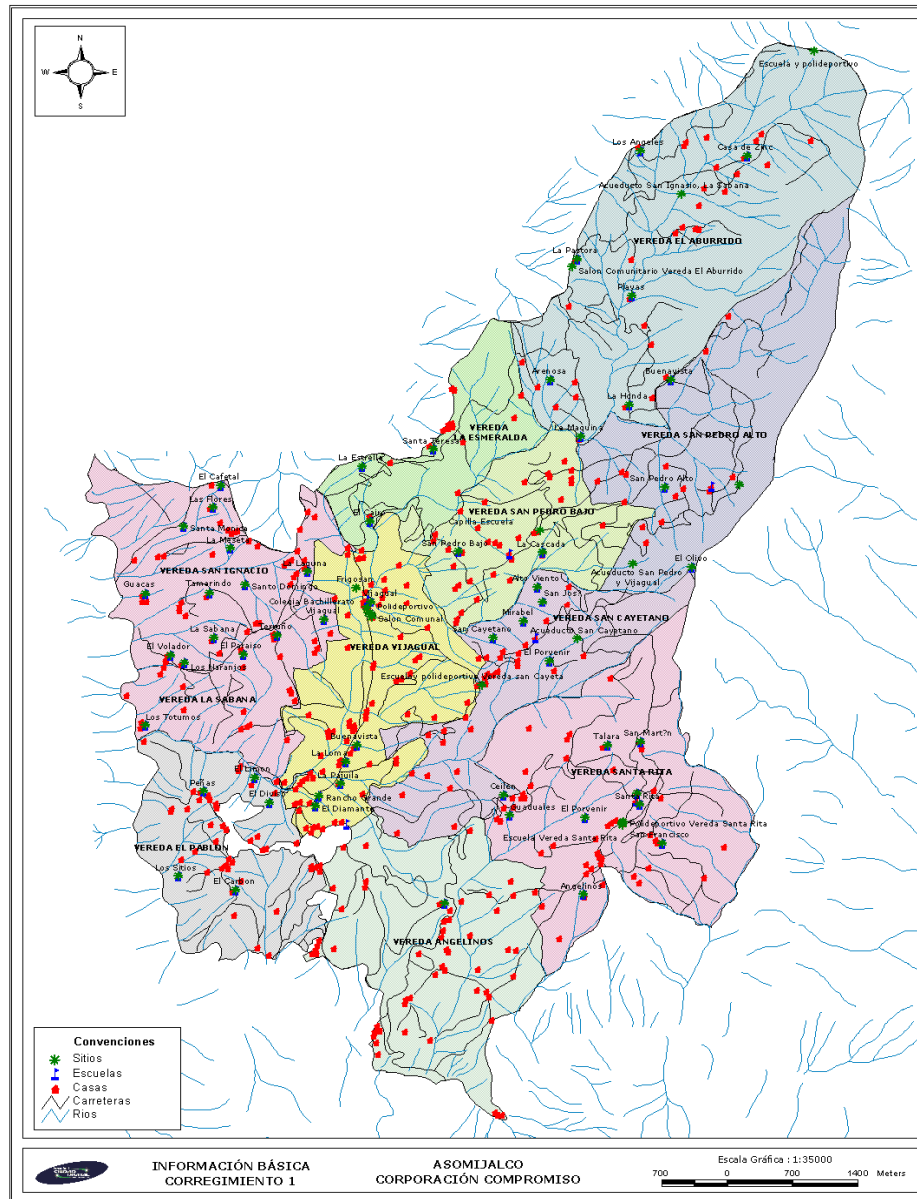 N
W E
S
Escuela y polideportivo
Los Angeles
Casa de Zinc
Acueducto San Ignacio, La Sabana
VEREDA EL ABURRIDO
La Pastora
Salon Comunitario Vereda El Aburrido
Playas
Arenosa
Buenavista
La Honda
VEREDA
LA ESMERALDA
La Maquina
VEREDA SAN PEDRO ALTO
Santa Teresa
La Estrella
El Cafetal
San Pedro Alto
Las Flores
El Cairo
VEREDA SAN PEDRO BAJO
Capilla Escuela
Santa Monica
La Meseta
San Pedro Bajo
La Cascada
El Olivo
La Laguna
VEREDA SAN IGNACIO
Acueducto San Pedro
y Vijagual
Guacas
Tamarindo
Santo Domingo
Frigosan
Alto Viento
Vijagual
San Jos?
Colegio Bachillerato
Vijagual
Polideportivo
Salon Comunal
Mirabel
VEREDA SAN CAYETANO
La Sabana
Terruño
San Cayetano
Acueducto San Cayetano
El Volador
El Paraiso
VEREDA VIJAGUAL
El Porvenir
Los Naranjos
Escuela y polideportivo Vereda san Cayeta
VEREDA LA SABANA
Los Totumos
Buenavista
Talara
San Mart?n
La Loma
El Limon
La Pajuila
VEREDA SANTA RITA
Peñas
El Diviso
Rancho Grande
El Diamante
Ceilen
Guaduales
El Porvenir
Santa Rita
Polideportivo Vereda Santa Rita
Escuela Vereda Santa Rita
San Francisco
VEREDA EL PABLON
Los Sitios
El Carmon
Angelinos
VEREDA ANGELINOS
Convenciones
Sitios
Escuelas
Casas
Carreteras
Rios
INFORMACIÓN BÁSICA
CORREGIMIENTO 1
ASOMIJALCO
CORPORACIÓN COMPROMISO
Escala Gráfica : 1:35000
700 0 700 1400 Meters